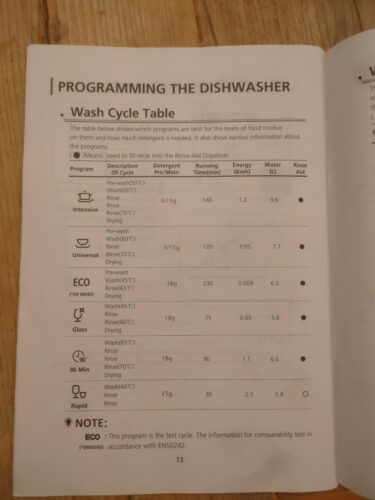 PROGRAMMING THE DISHWASHER
Wash Cycle Table
The table below shows which programs are best for the levels of food residue
on them and how much detergent is needed. It also show various information about
the programs.
( ● )Means: need to fill rinse into the Rinse-Aid Dispenser.
Program Description Of Cycle Detergent Pre/Main Running Time(min) Energy (Kwh) Water (L) Rinse Aid
Pre-wash(50℃)
Wash(70℃)
Rinse
Rinse
Rinse(70℃)
Drying
Intensive 3/15g 140 1.2 9.6 ●
Pre-wash
Wash(60℃)
Rinse
Rinse(70℃)
Drying
Universal 3/15g 120 1.05 7.7 ●
Pre-wash
Wash(45℃)
Rinse(65℃)
Drying
ECO (*EN 50242) 18g 230 0.609 6.5 ●
Wash(45℃)
Rinse
Rinse(60℃)
Drying
Glass 18g 75 0.65 5.8 ●
Wash(65℃)
Rinse
Rinse(70℃)
Drying
90 Min 90' 18g 90 1.1 6.6 ●
Wash(40℃)
Rinse
Rinse
Rapid 15g 30 0.5 5.8 ○
NOTE:
ECO : This program is the test cycle. The information for comparability test in
(*EN50242) accordance with EN50242.
13